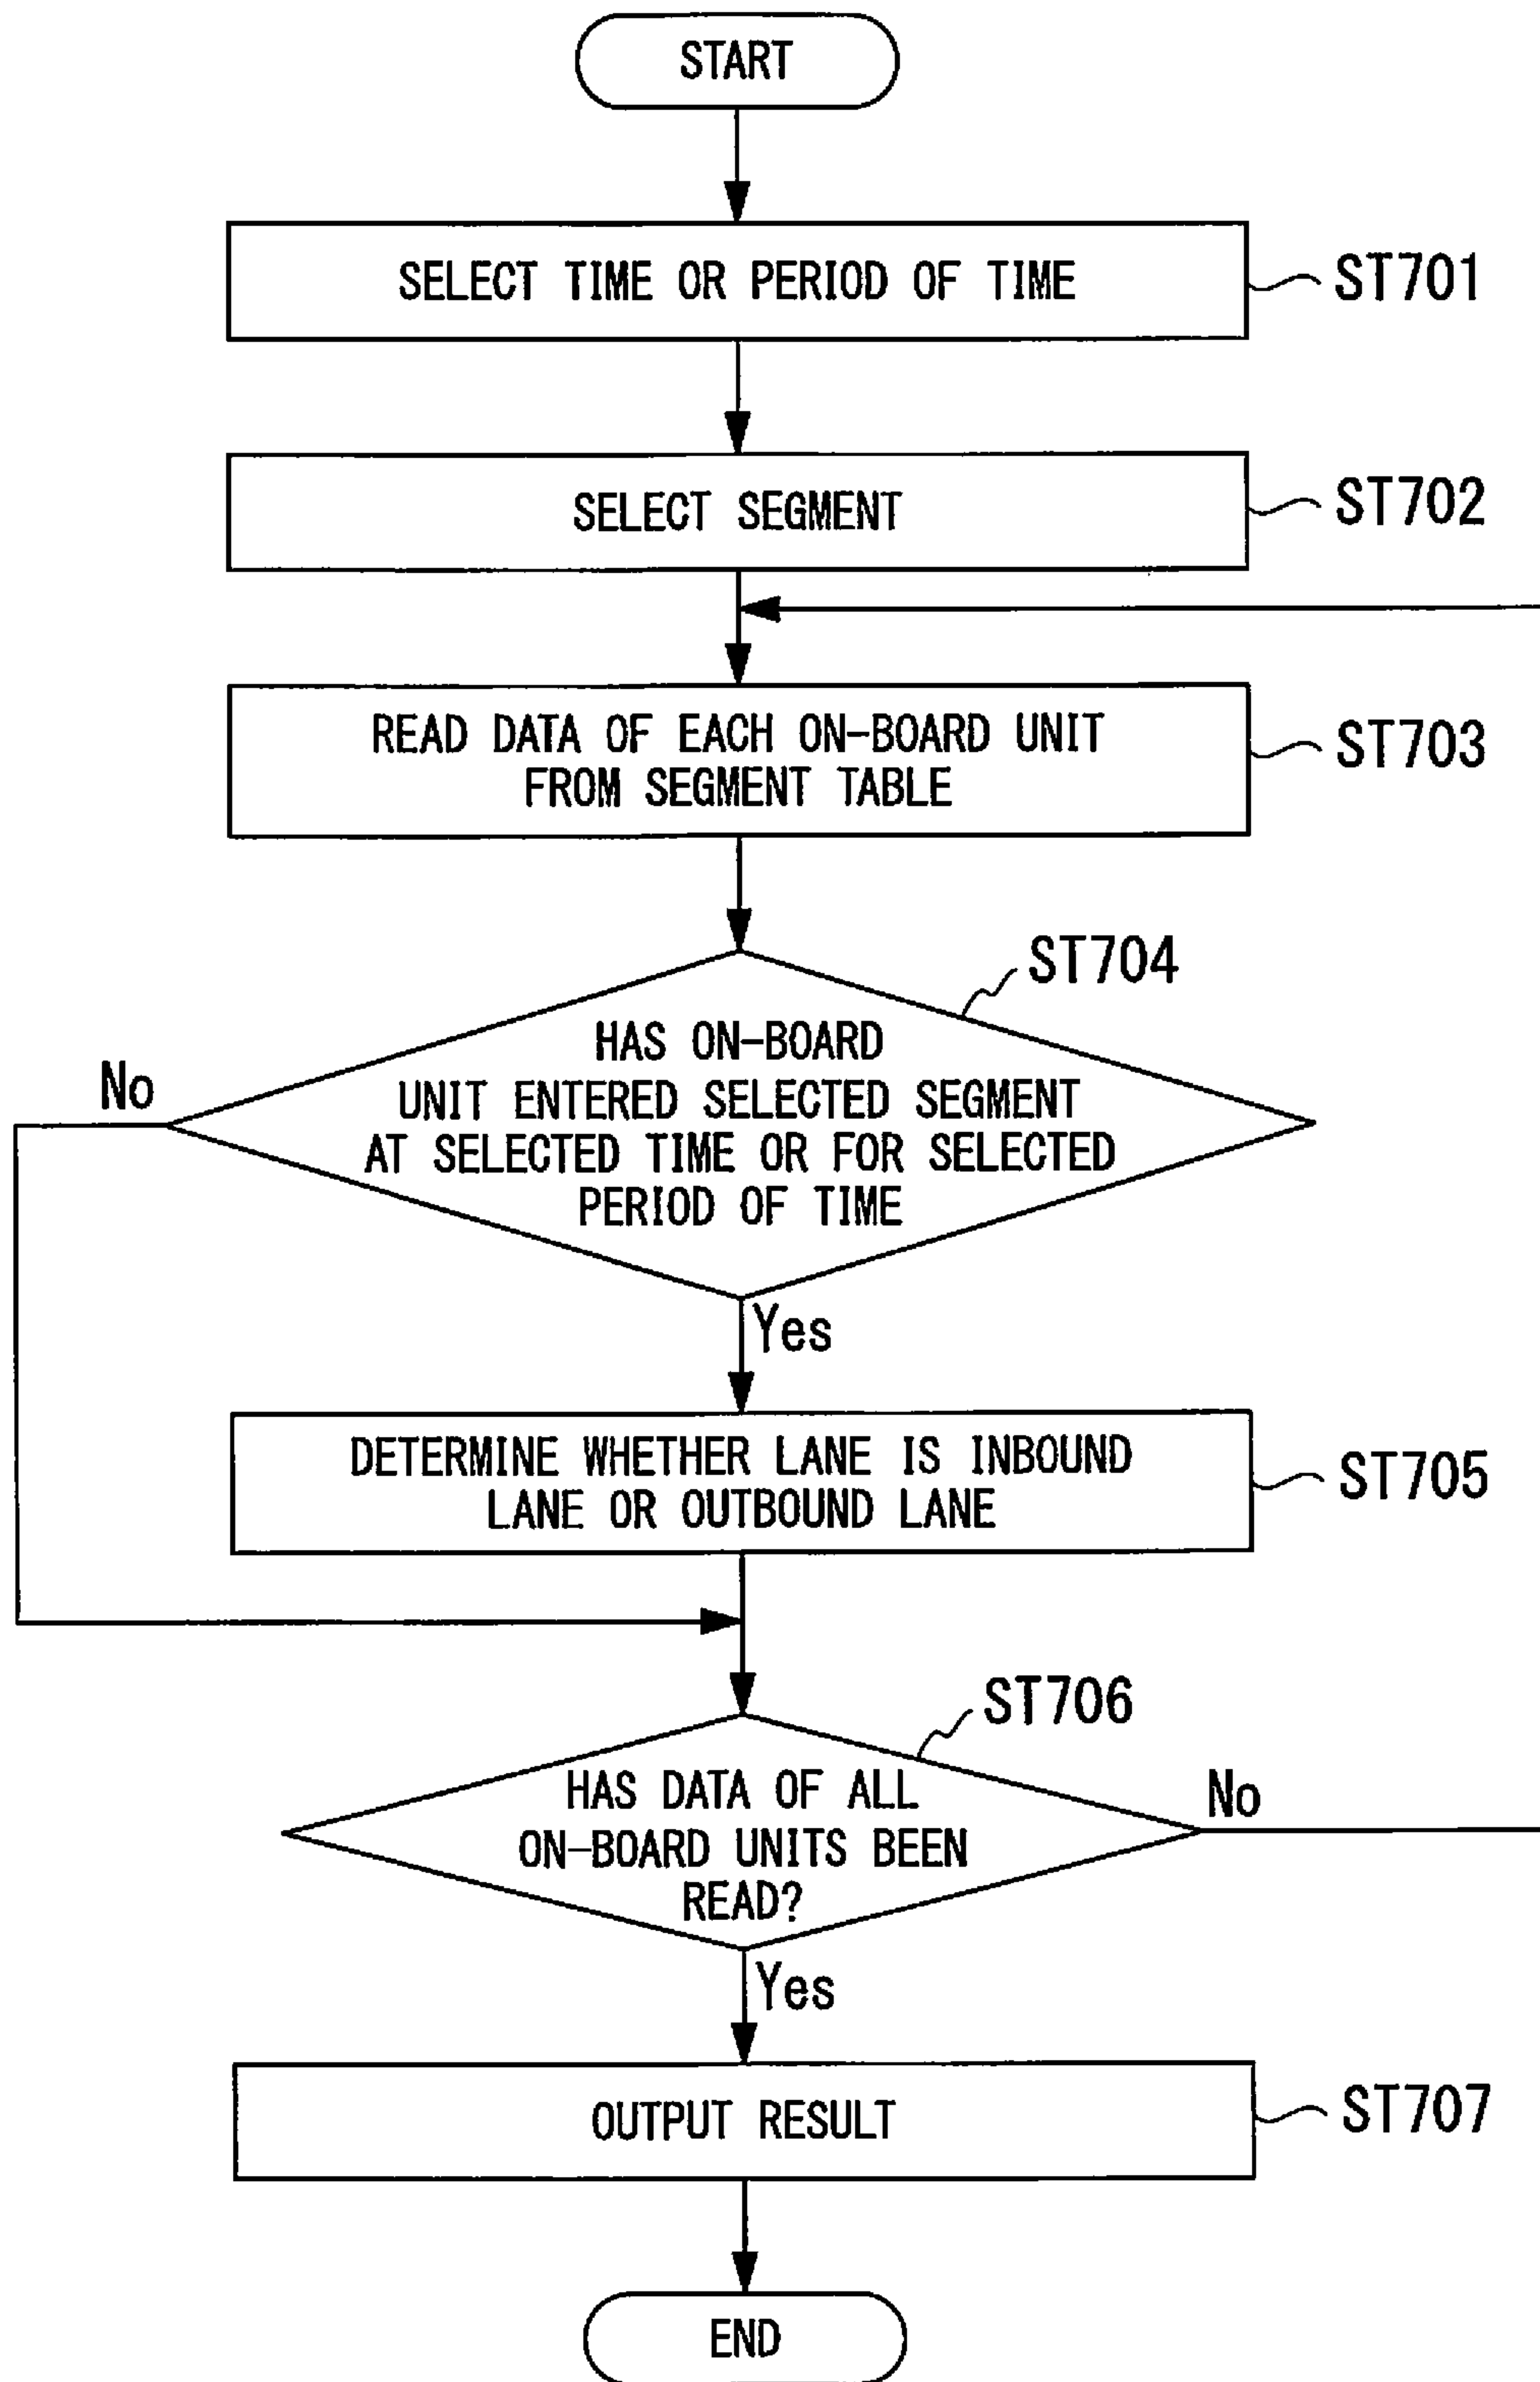 START
SELECT TIME OR PERIOD OF TIME
ST701
SELECT SEGMENT
ST702
READ DATA OF EACH ON-BOARD UNIT
FROM SEGMENT TABLE
ST703
ST704
HAS ON-BOARD
UNIT ENTERED SELECTED SEGMENT
AT SELECTED TIME OR FOR SELECTED
PERIOD OF TIME
No
Yes
DETERMINE WHETHER LANE IS INBOUND
LANE OR OUTBOUND LANE
ST705
ST706
HAS DATA OF ALL
ON-BOARD UNITS BEEN
READ?
No
Yes
OUTPUT RESULT
ST707
END